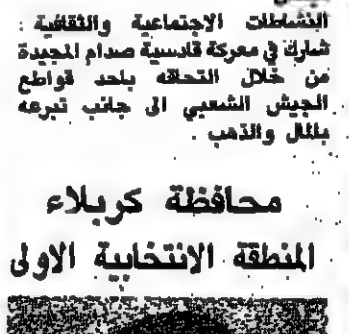 النشاطات الاجتماعية والثقافية :
شارك في معركة قادسية صدام المجيدة
من خلال التحاقه باحد قواطع
الجيش الشعبي الى جانب تبرعه
بالمال والذهب .
محافظة كربلاء
المنطقة الانتخابية الاولى